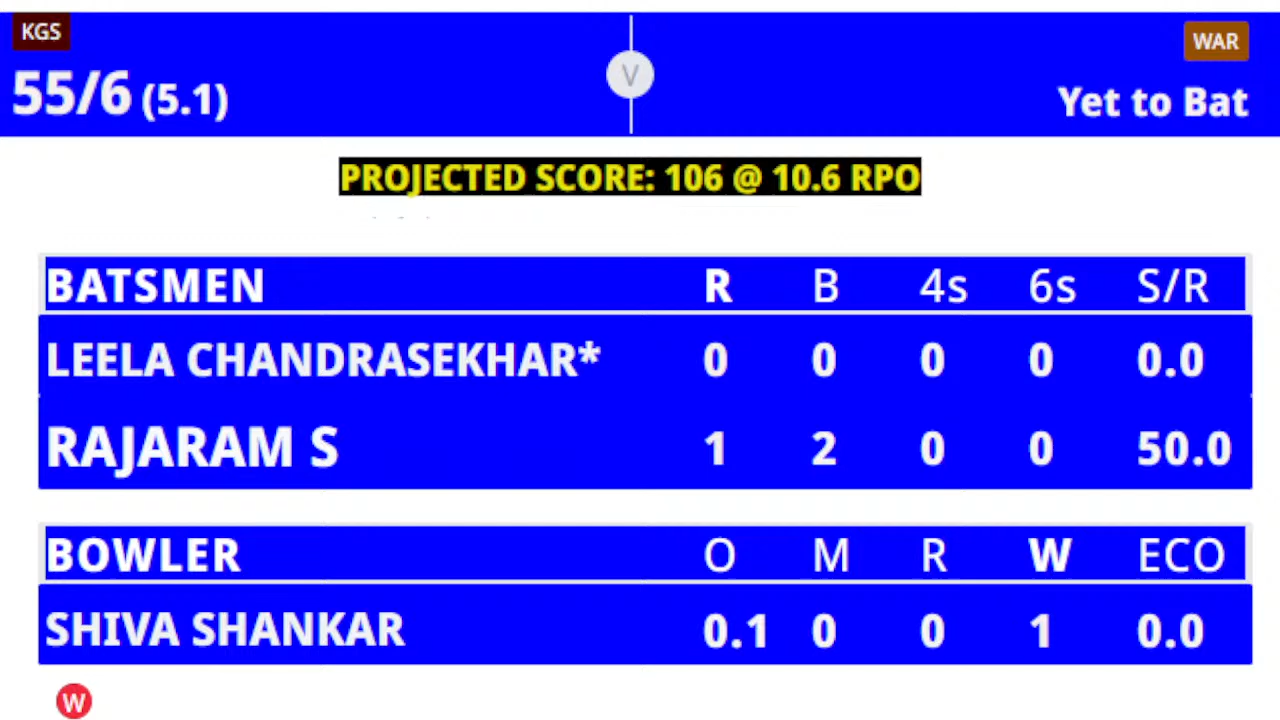 KGS
WAR
55/6 (5.1)
V
Yet to Bat
PROJECTED SCORE: 106 @ 10.6 RPO
BATSMEN R B 4s 6s S/R
LEELA CHANDRASEKHAR* 0 0 0 0 0.0
RAJARAM S 1 2 0 0 50.0
BOWLER O M R W ECO
SHIVA SHANKAR 0.1 0 0 1 0.0
W